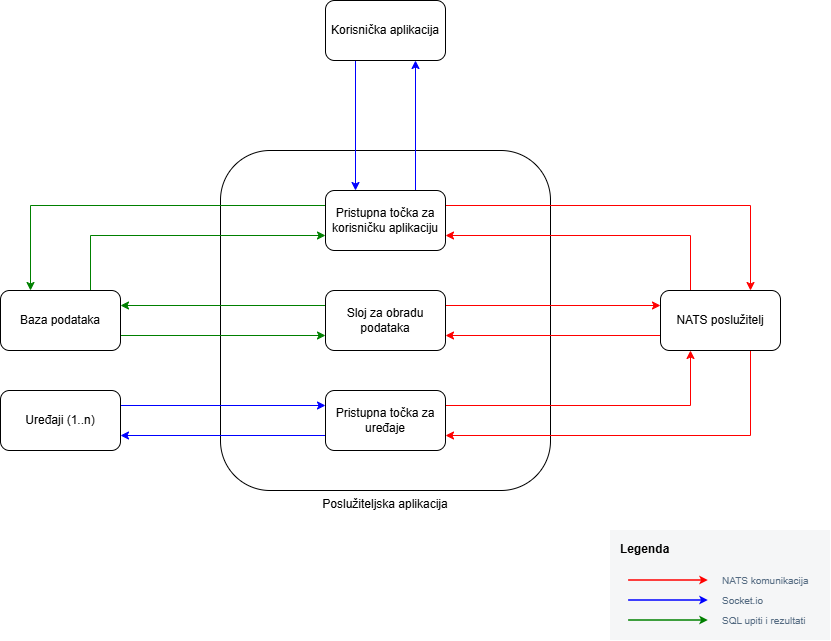 Korisnička aplikacija
Pristupna točka za
korisničku aplikaciju
Baza podataka
Sloj za obradu
podataka
NATS poslužitelj
Uređaji (1..n)
Pristupna točka za
uređaje
Poslužiteljska aplikacija
Legenda
NATS komunikacija
Socket.io
SQL upiti i rezultati